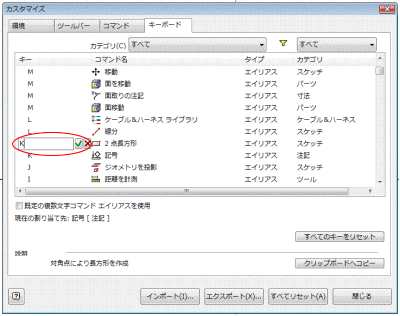 カスタマイズ
環境 ツールバー コマンド キーボード
カテゴリ(C) すべて すべて
キー コマンド名 タイプ カテゴリ
M 移動 エイリアス スケッチ
M 面を移動 エイリアス パーツ
M 面取りの注記 エイリアス 寸法
M 面移動 エイリアス パーツ
L ケーブル&ハーネス ライブラリ エイリアス ケーブル&ハーネス
L 線分 エイリアス スケッチ
K 2 点長方形 エイリアス スケッチ
K 記号 エイリアス 注記
J ジオメトリを投影 エイリアス スケッチ
I 距離を計測 エイリアス ツール
既定の複数文字コマンド エイリアスを使用
現在の割り当て先: 記号 [ 注記 ]
すべてのキーをリセット
説明
対角点により長方形を作成
クリップボードへコピー
インポート(I)... エクスポート(X)... すべてリセット(A) 閉じる